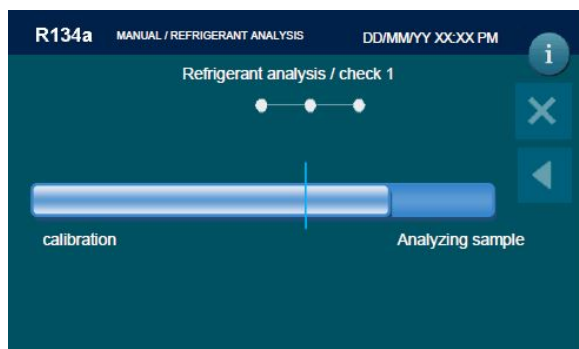 R134a MANUAL / REFRIGERANT ANALYSIS DD/MM/YY XX:XX PM
i
Refrigerant analysis / check 1
calibration Analyzing sample